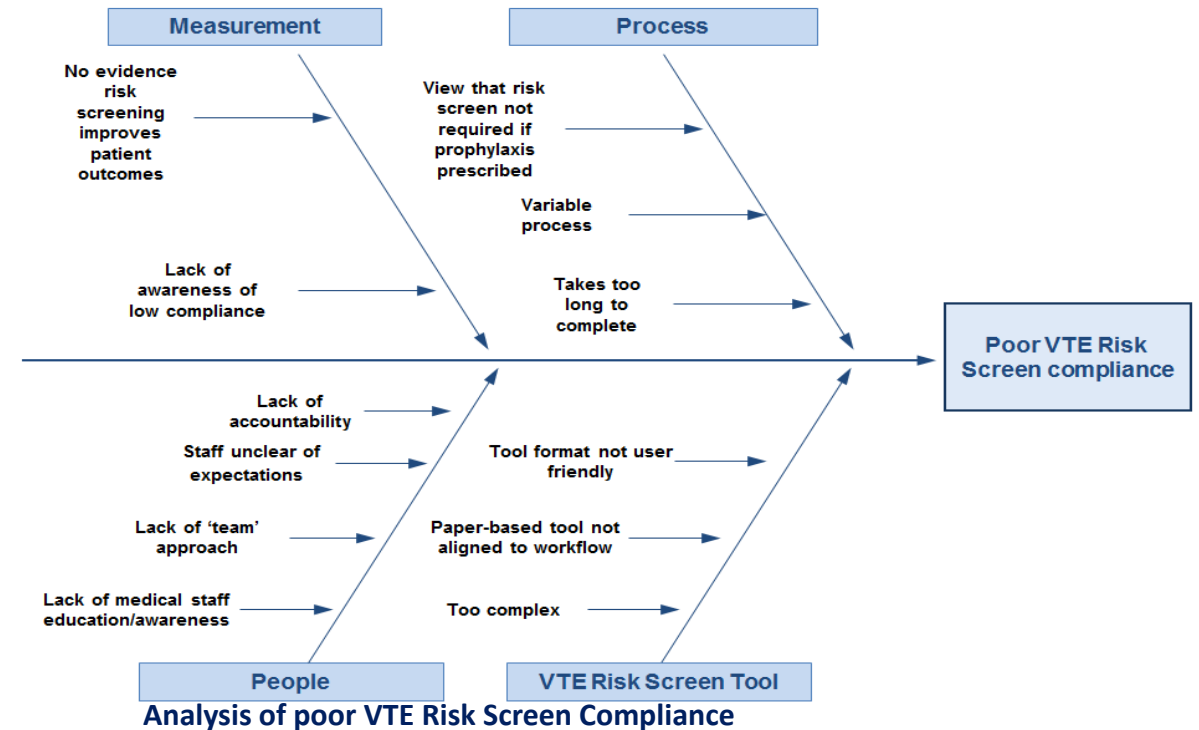 Measurement
Process
No evidence
risk
screening
improves
patient
outcomes
View that risk
screen not
required if
prophylaxis
prescribed
Variable
process
Lack of
awareness of
low compliance
Takes too
long to
complete
Poor VTE Risk
Screen compliance
Lack of
accountability
Staff unclear of
expectations
Lack of ‘team’
approach
Lack of medical staff
education/awareness
Tool format not user
friendly
Paper-based tool not
aligned to workflow
Too complex
People
VTE Risk Screen Tool
Analysis of poor VTE Risk Screen Compliance